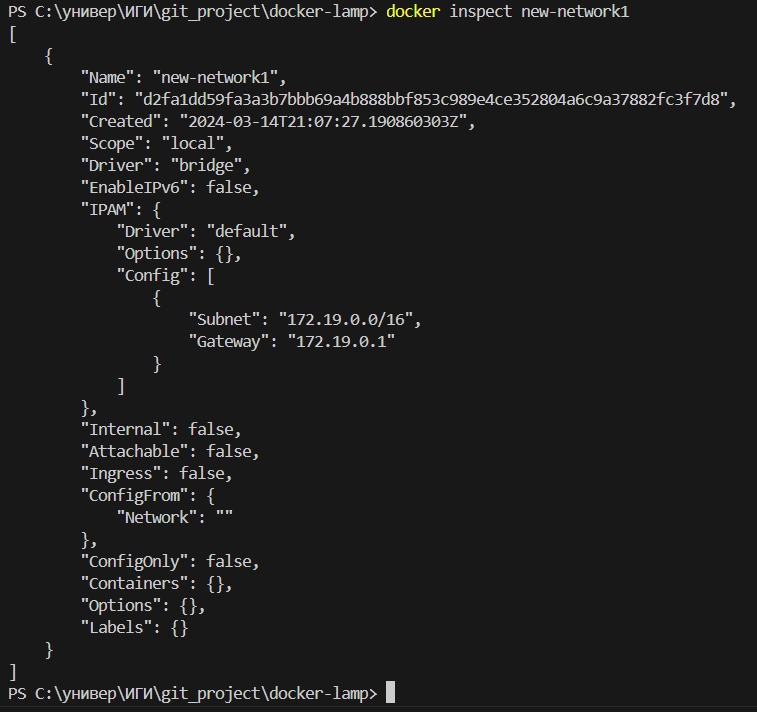 PS C:\универ\ИГИ\git_project\docker-lamp> docker inspect new-network1
[
    {
        "Name": "new-network1",
        "Id": "d2fa1dd59fa3a3b7bbb69a4b888bbf853c989e4ce352804a6c9a37882fc3f7d8",
        "Created": "2024-03-14T21:07:27.190860303Z",
        "Scope": "local",
        "Driver": "bridge",
        "EnableIPv6": false,
        "IPAM": {
            "Driver": "default",
            "Options": {},
            "Config": [
                {
                    "Subnet": "172.19.0.0/16",
                    "Gateway": "172.19.0.1"
                }
            ]
        },
        "Internal": false,
        "Attachable": false,
        "Ingress": false,
        "ConfigFrom": {
            "Network": ""
        },
        "ConfigOnly": false,
        "Containers": {},
        "Options": {},
        "Labels": {}
    }
]
PS C:\универ\ИГИ\git_project\docker-lamp>